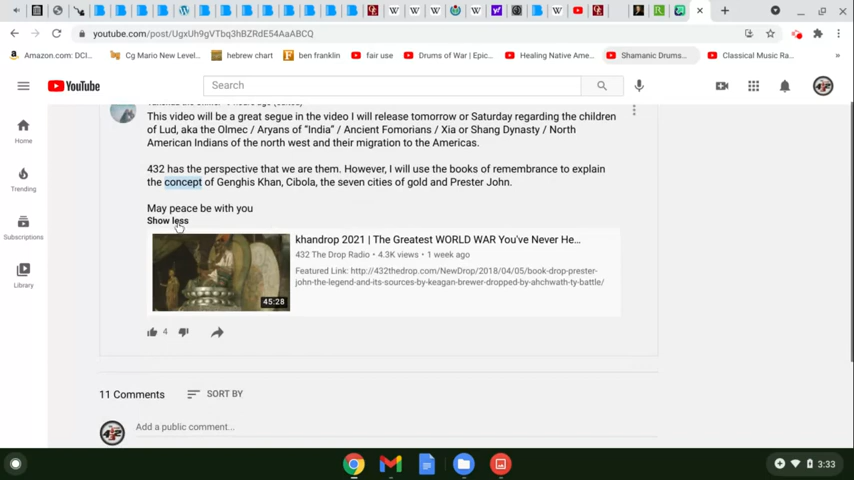 youtube.com/post/UgxUh9gVTbq3hBZRdE54AaABCQ
Amazon.com: DCI...
Cg Mario New Level...
hebrew chart
ben franklin
fair use
Drums of War | Epic...
Healing Native Ame...
Shamanic Drums...
Classical Music Ra...
»
YouTube
Search
Home
Trending
Subscriptions
Library
This video will be a great segue in the video I will release tomorrow or Saturday regarding the children
of Lud, aka the Olmec / Aryans of "India" / Ancient Fomorians / Xia or Shang Dynasty / North
American Indians of the north west and their migration to the Americas.
432 has the perspective that we are them. However, I will use the books of remembrance to explain
the concept of Genghis Khan, Cibola, the seven cities of gold and Prester John.
May peace be with you
Show less
khandrop 2021 | The Greatest WORLD WAR You've Never He...
432 The Drop Radio • 4.3K views • 1 week ago
Featured Link: http://432thedrop.com/NewDrop/2018/04/05/book-drop-prester-
john-the-legend-and-its-sources-by-keagan-brewer-dropped-by-ahchwath-ty-battle/
45:28
4
11 Comments
SORT BY
Add a public comment...
3:33